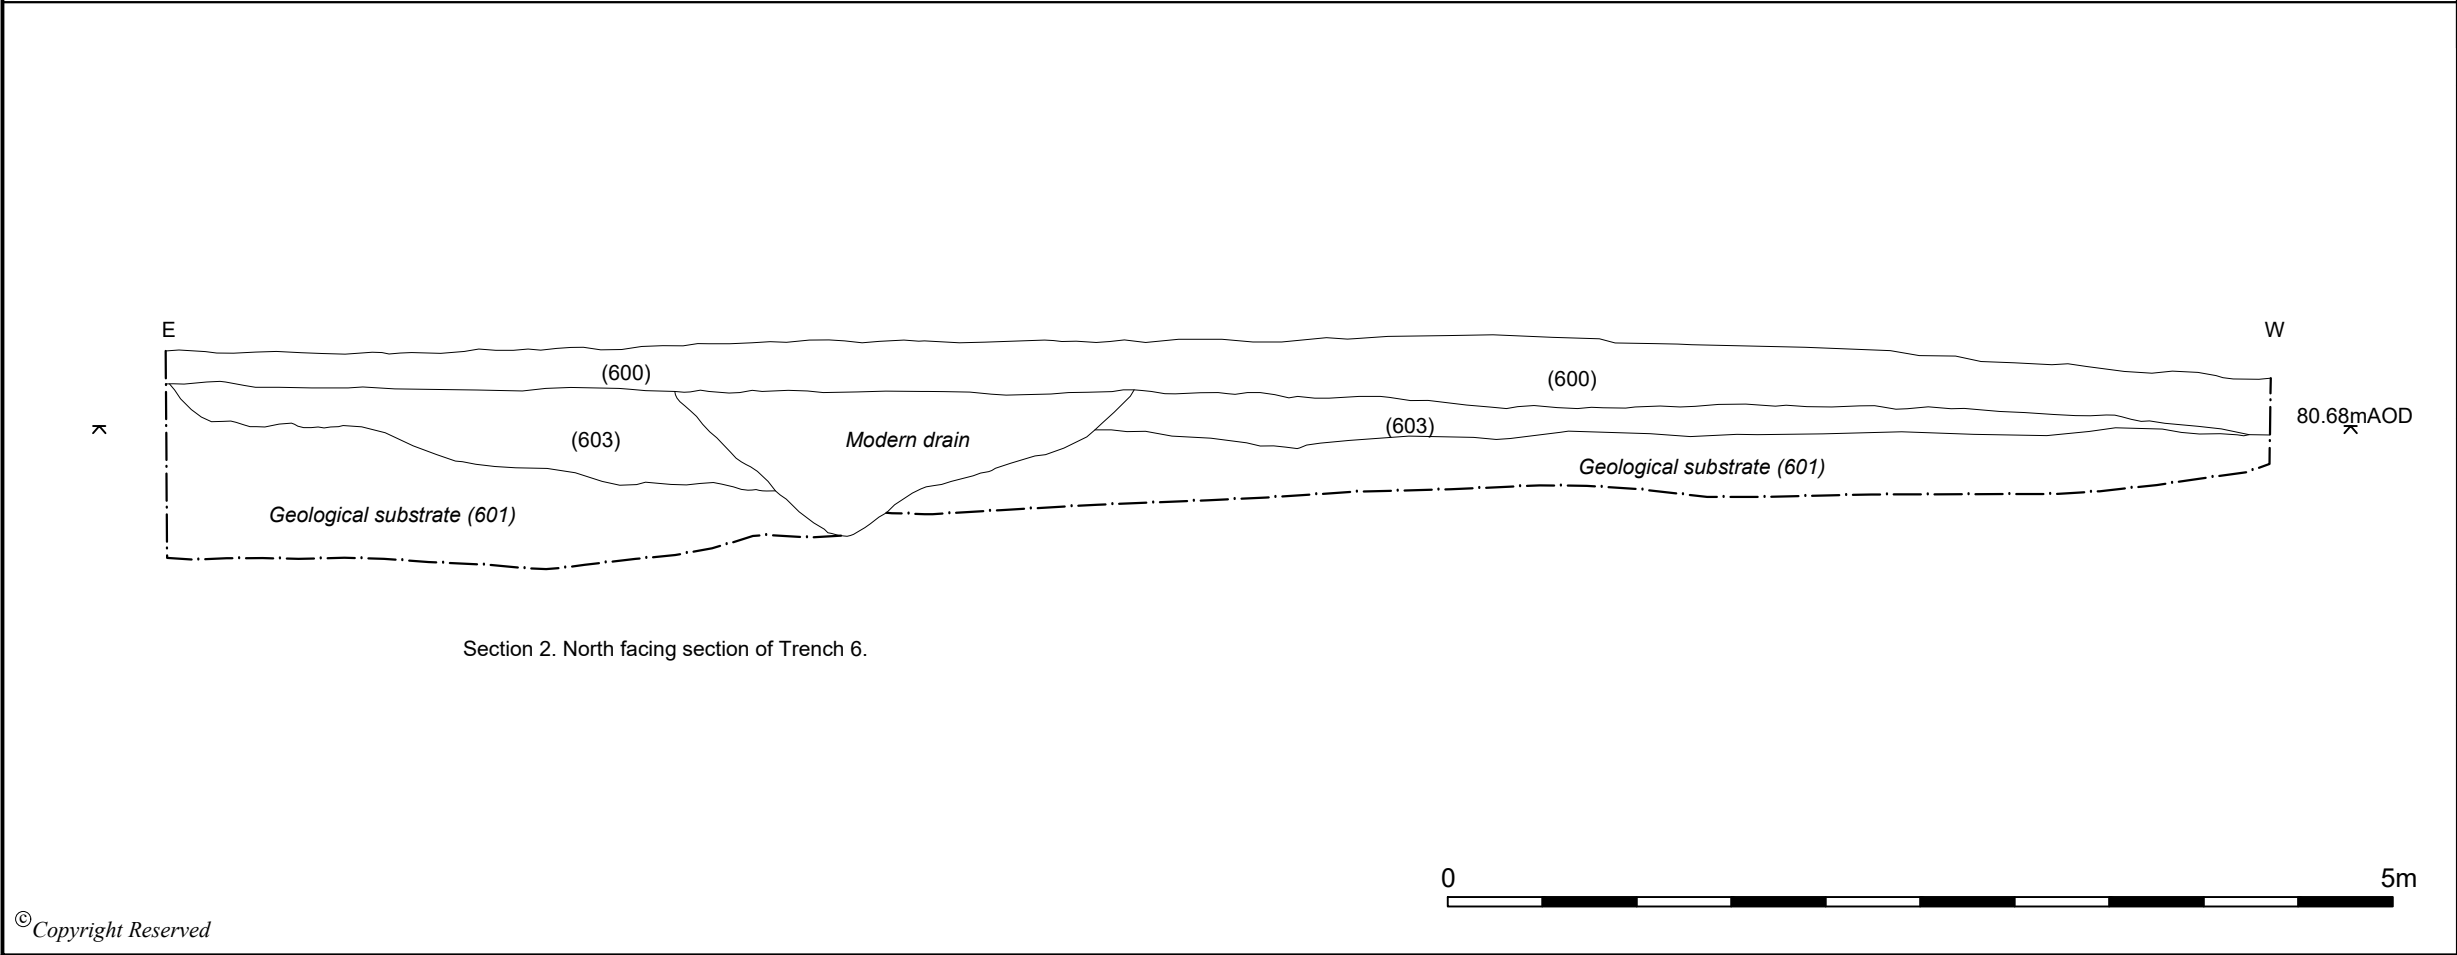 E
W
(600)
(600)
80.68mAOD
(603)
(603)
Modern drain
Geological substrate (601)
Geological substrate (601)
Section 2. North facing section of Trench 6.
0
5m
©Copyright Reserved